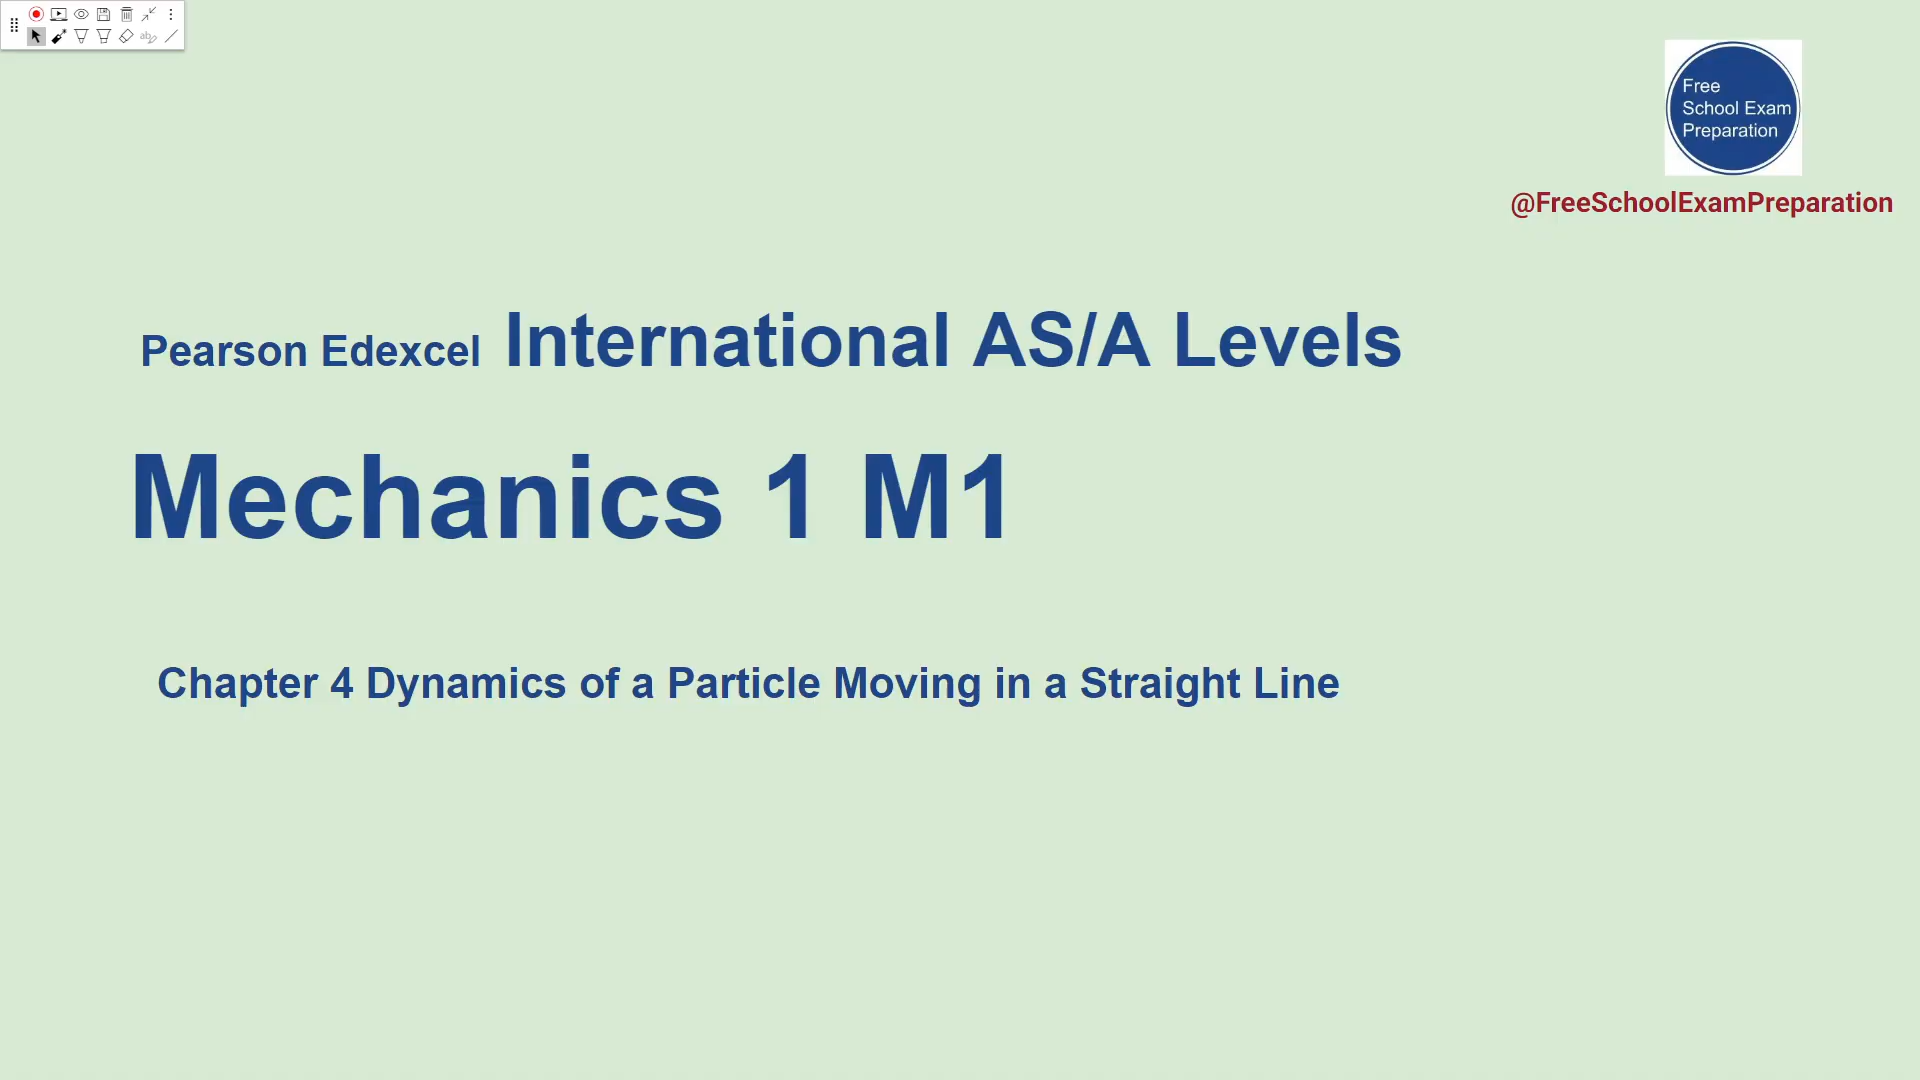 Free
School Exam
Preparation
@FreeSchoolExamPreparation
Pearson Edexcel International AS/A Levels
Mechanics 1 M1
Chapter 4 Dynamics of a Particle Moving in a Straight Line